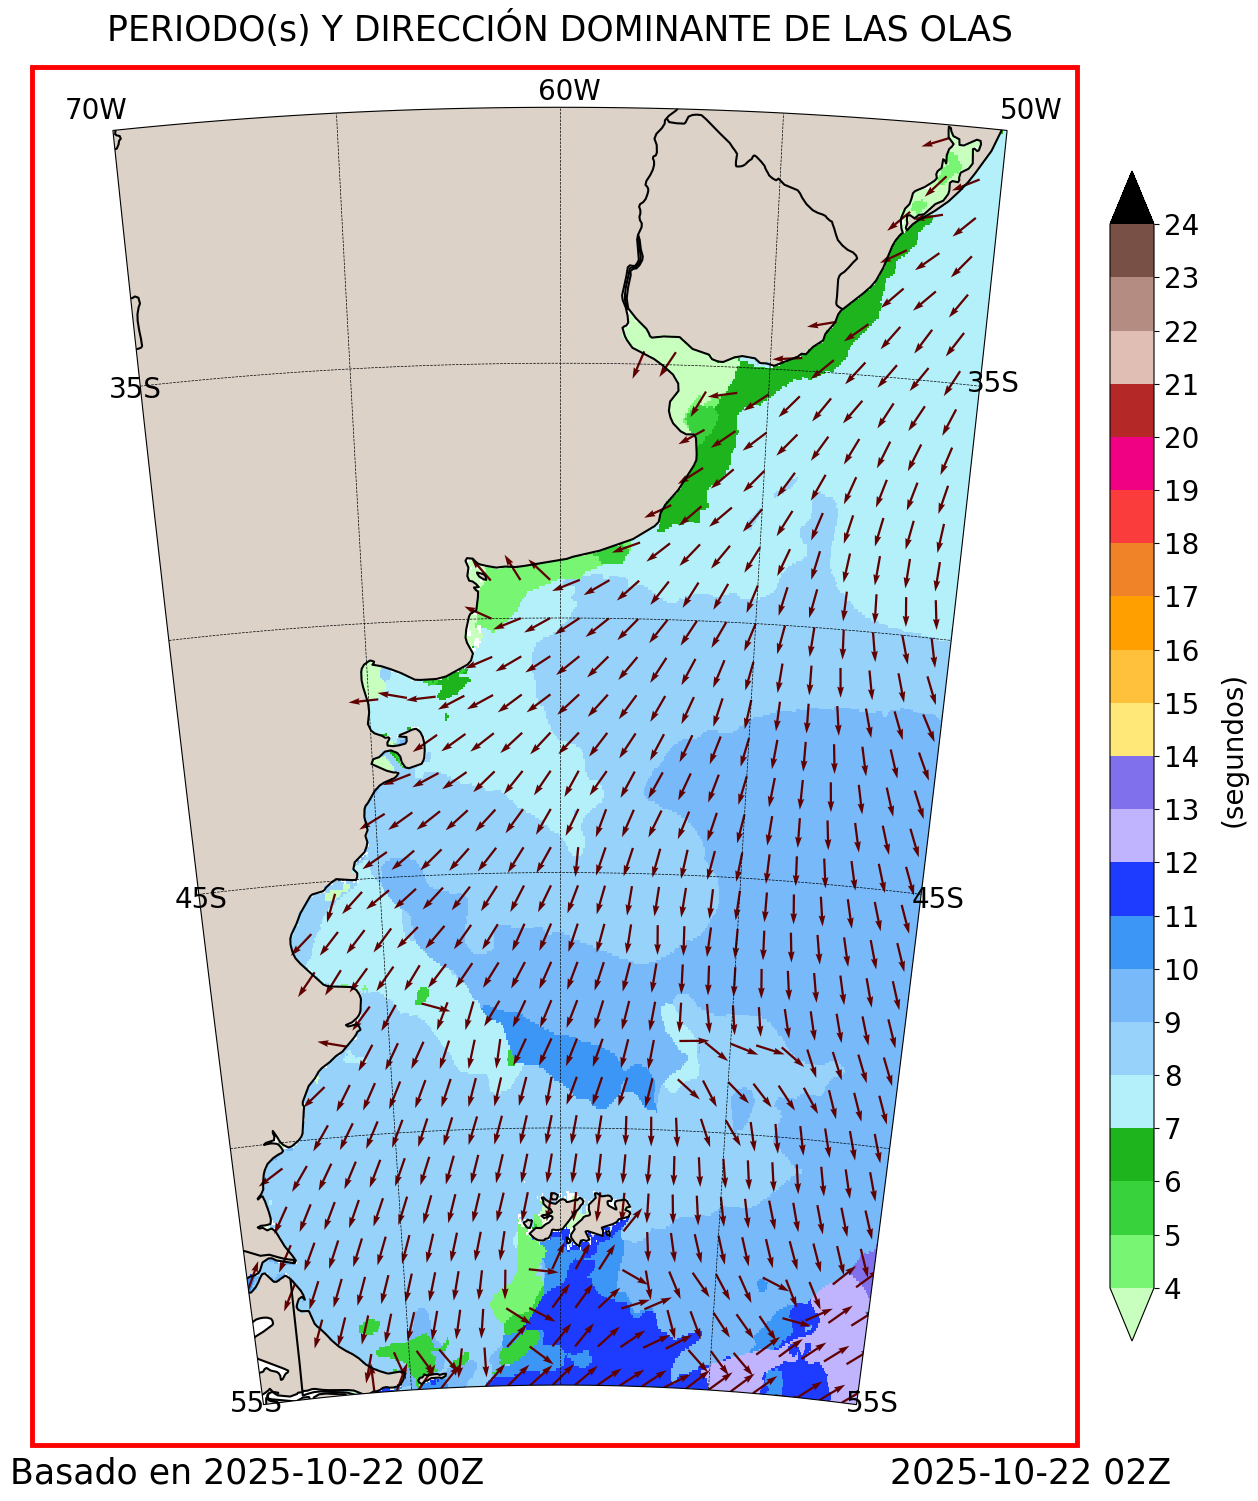 PERIODO(s) Y DIRECCIÓN DOMINANTE DE LAS OLAS
70W
60W
50W
35S
35S
45S
45S
55S
55S
24
23
22
21
20
19
18
17
16
15
14
13
12
11
10
9
8
7
6
5
4
(segundos)
Basado en 2025-10-22 00Z
2025-10-22 02Z